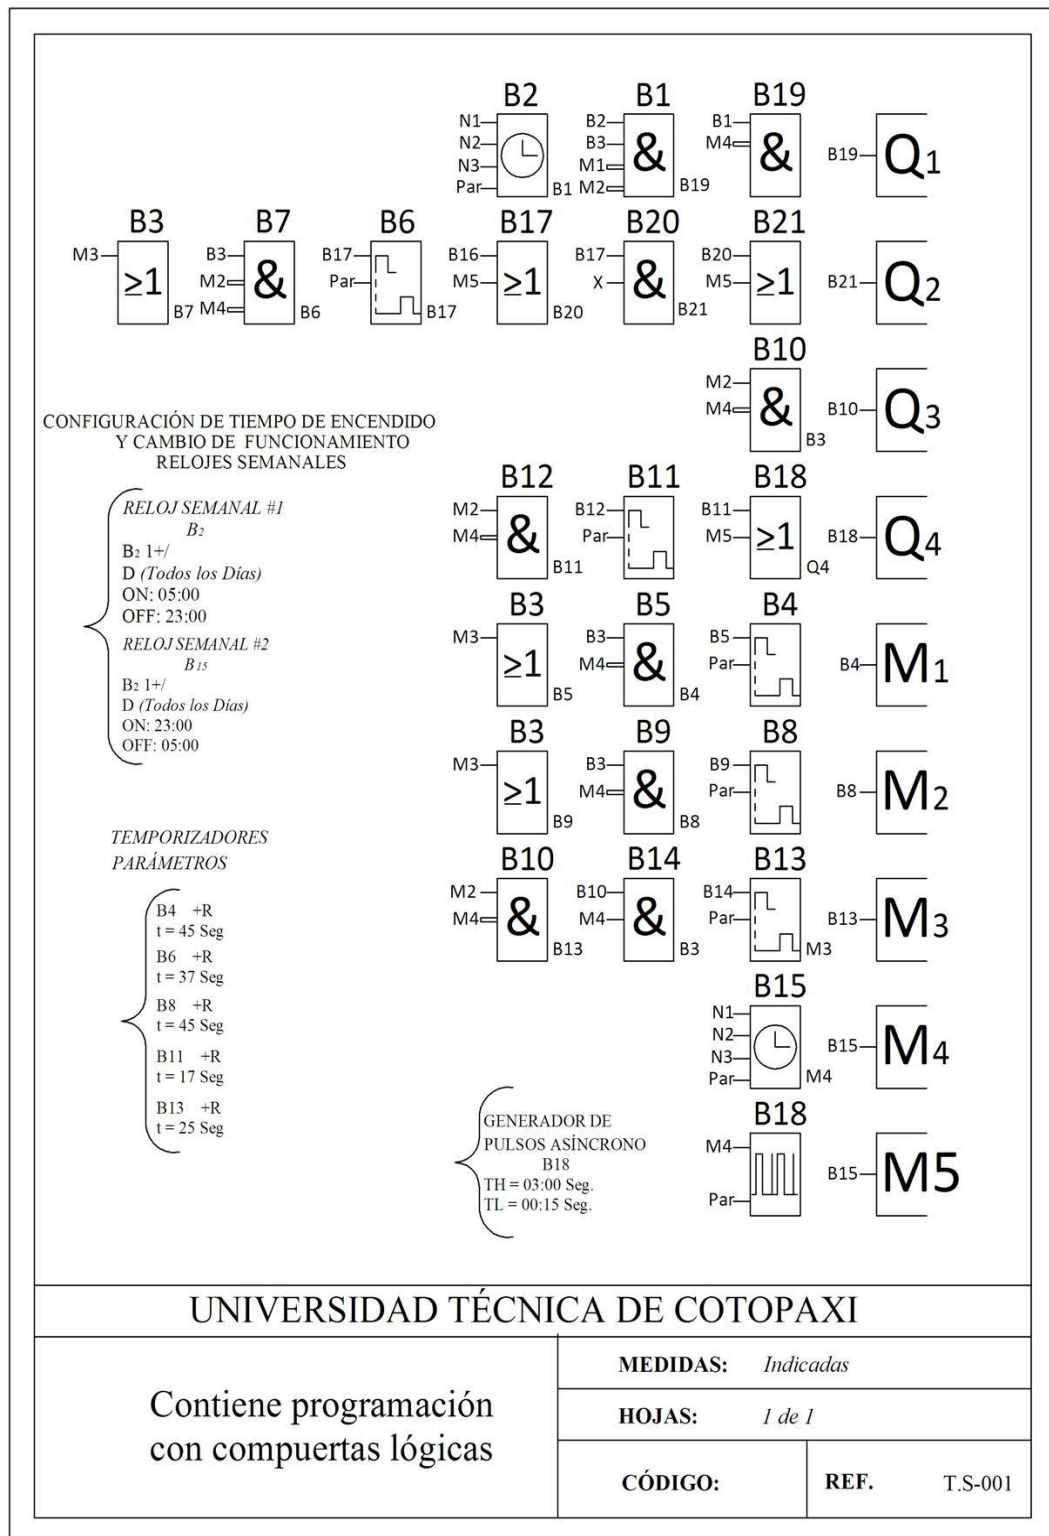 B2 B1 B19
N1 N2 N3 Par B1
B2 B3 M1 M2 & B19
B1 M4 &
B19 Q1
B3 B7 B6 B17 B20 B21
M3 ≥1 B7
B3 M2 M4 & B6
B17 Par B17
B16 M5 ≥1 B20
B17 X & B21
B20 M5 ≥1
B21 Q2
B10
M2 M4 & B3
B10 Q3
CONFIGURACIÓN DE TIEMPO DE ENCENDIDO
Y CAMBIO DE FUNCIONAMIENTO
RELOJES SEMANALES
RELOJ SEMANAL #1
B2
B2 1+/
D (Todos los Días)
ON: 05:00
OFF: 23:00
RELOJ SEMANAL #2
B15
B2 1+/
D (Todos los Días)
ON: 23:00
OFF: 05:00
B12 B11 B18
M2 M4 & B11
B12 Par
B11 M5 ≥1 Q4
B18 Q4
B3 B5 B4
M3 ≥1 B5
B3 M4 & B4
B5 Par
B4 M1
B3 B9 B8
M3 ≥1 B9
B3 M4 & B8
B9 Par
B8 M2
TEMPORIZADORES
PARÁMETROS
B4 +R
t = 45 Seg
B6 +R
t = 37 Seg
B8 +R
t = 45 Seg
B11 +R
t = 17 Seg
B13 +R
t = 25 Seg
B10 B14 B13
M2 M4 & B13
B10 M4 & B3
B14 Par M3
B13 M3
B15
N1 N2 N3 Par M4
B15 M4
B18
M4 Par
B15 M5
GENERADOR DE
PULSOS ASÍNCRONO
B18
TH = 03:00 Seg.
TL = 00:15 Seg.
UNIVERSIDAD TÉCNICA DE COTOPAXI
Contiene programación
con compuertas lógicas
MEDIDAS: Indicadas
HOJAS: 1 de 1
CÓDIGO: REF. T.S-001